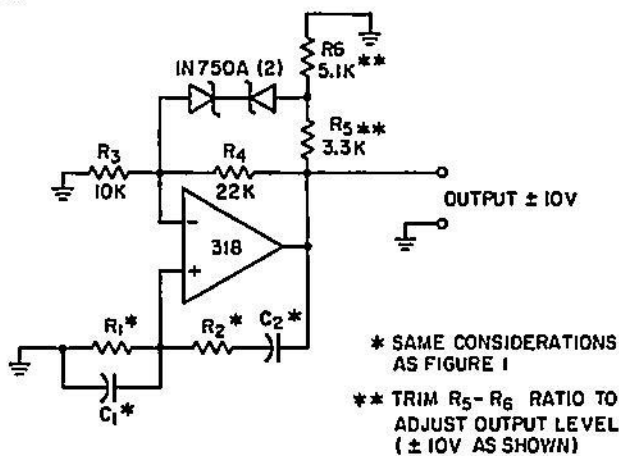 R6
5.1K**
IN750A (2)
R5**
3.3K
R3
10K
R4
22K
OUTPUT ± 10V
-
318
+
R1*
R2*
C2*
C1*
* SAME CONSIDERATIONS
AS FIGURE 1
** TRIM R5-R6 RATIO TO
ADJUST OUTPUT LEVEL
(± 10V AS SHOWN)